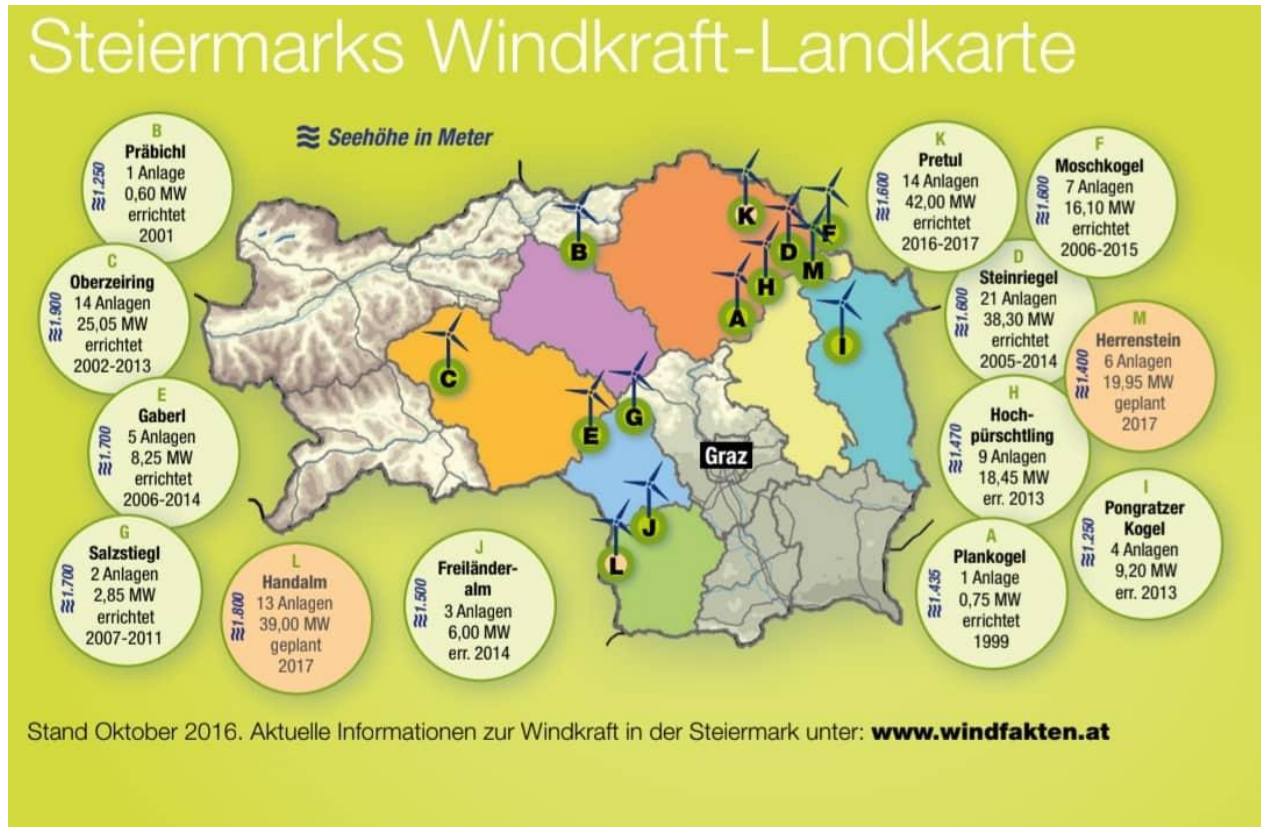 Steiermarks Windkraft-Landkarte
Seehöhe in Meter
B
Präbichl
1 Anlage
0,60 MW
errichtet
2001
1.250
C
Oberzeiring
14 Anlagen
25,05 MW
errichtet
2002-2013
1.900
E
Gaberl
5 Anlagen
8,25 MW
errichtet
2006-2014
1.700
G
Salzstiegl
2 Anlagen
2,85 MW
errichtet
2007-2011
1.700
L
Handalm
13 Anlagen
39,00 MW
geplant
2017
1.800
J
Freiländer-
alm
3 Anlagen
6,00 MW
err. 2014
1.500
K
Pretul
14 Anlagen
42,00 MW
errichtet
2016-2017
1.600
F
Moschkogel
7 Anlagen
16,10 MW
errichtet
2006-2015
1.600
D
Steinriegel
21 Anlagen
38,30 MW
errichtet
2005-2014
1.600
M
Herrenstein
6 Anlagen
19,95 MW
geplant
2017
1.400
H
Hoch-
pürschtling
9 Anlagen
18,45 MW
err. 2013
1.470
I
Pongratzer
Kogel
4 Anlagen
9,20 MW
err. 2013
1.250
A
Plankogel
1 Anlage
0,75 MW
errichtet
1999
1.435
K
B
D
F
M
H
A
I
C
E
G
Graz
J
L
Stand Oktober 2016. Aktuelle Informationen zur Windkraft in der Steiermark unter: www.windfakten.at